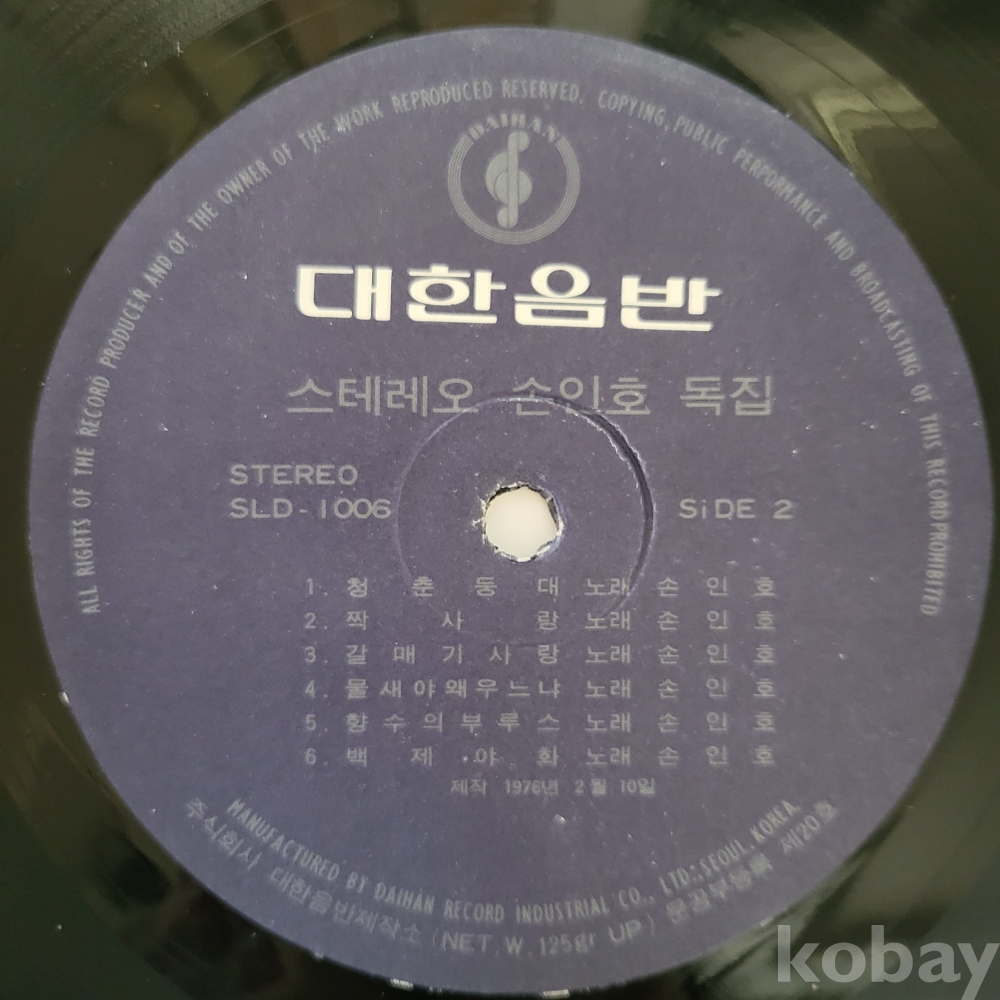 ALL RIGHTS OF THE RECORD PRODUCER AND OF THE OWNER OF THE WORK REPRODUCED RESERVED. COPYING, PUBLIC PERFORMANCE AND BROADCASTING OF THIS RECORD PROHIBITED
DAIHAN
대한음반
스테레오 손인호 독집
STEREO
SLD-1006 SiDE 2
1. 청춘등대 노래 손인호
2. 짝사랑 노래 손인호
3. 갈매기사랑 노래 손인호
4. 물새야왜우느냐 노래 손인호
5. 향수의부루스 노래 손인호
6. 백제야화 노래 손인호
제작 1976년 2월 10일
MANUFACTURED BY DAIHAN RECORD INDUSTRIAL CO., LTD.: SEOUL, KOREA
주식회사 대한음반제작소 (NET. W. 125gr UP) 문공부등록 제20호
kobay